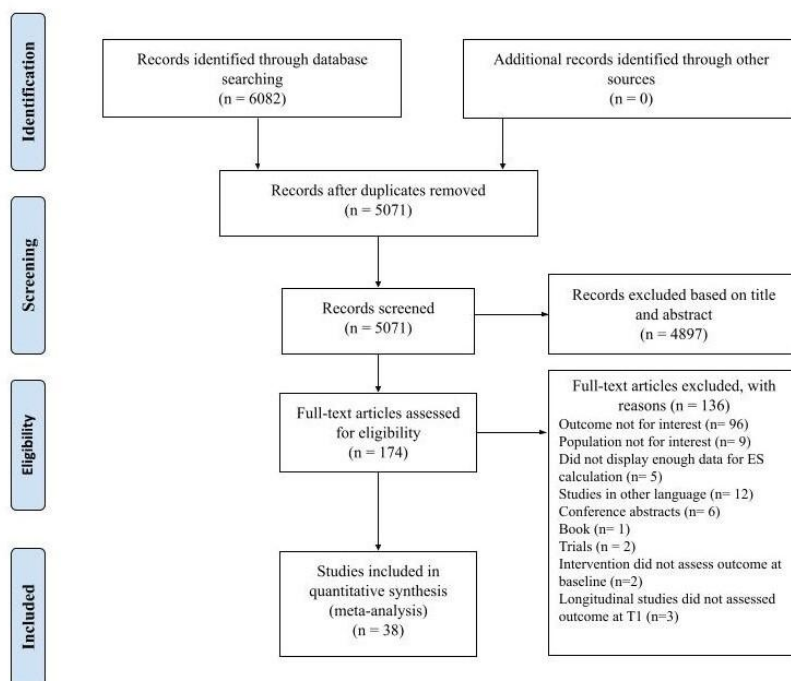 Identification
Records identified through database
searching
(n = 6082)
Additional records identified through other
sources
(n = 0)
Records after duplicates removed
(n = 5071)
Screening
Records screened
(n = 5071)
Records excluded based on title
and abstract
(n = 4897)
Eligibility
Full-text articles assessed
for eligibility
(n = 174)
Full-text articles excluded, with
reasons (n = 136)
Outcome not for interest (n= 96)
Population not for interest (n= 9)
Did not display enough data for ES
calculation (n= 5)
Studies in other language (n= 12)
Conference abstracts (n= 6)
Book (n= 1)
Trials (n = 2)
Intervention did not assess outcome at
baseline (n=2)
Longitudinal studies did not assessed
outcome at T1 (n=3)
Included
Studies included in
quantitative synthesis
(meta-analysis)
(n = 38)